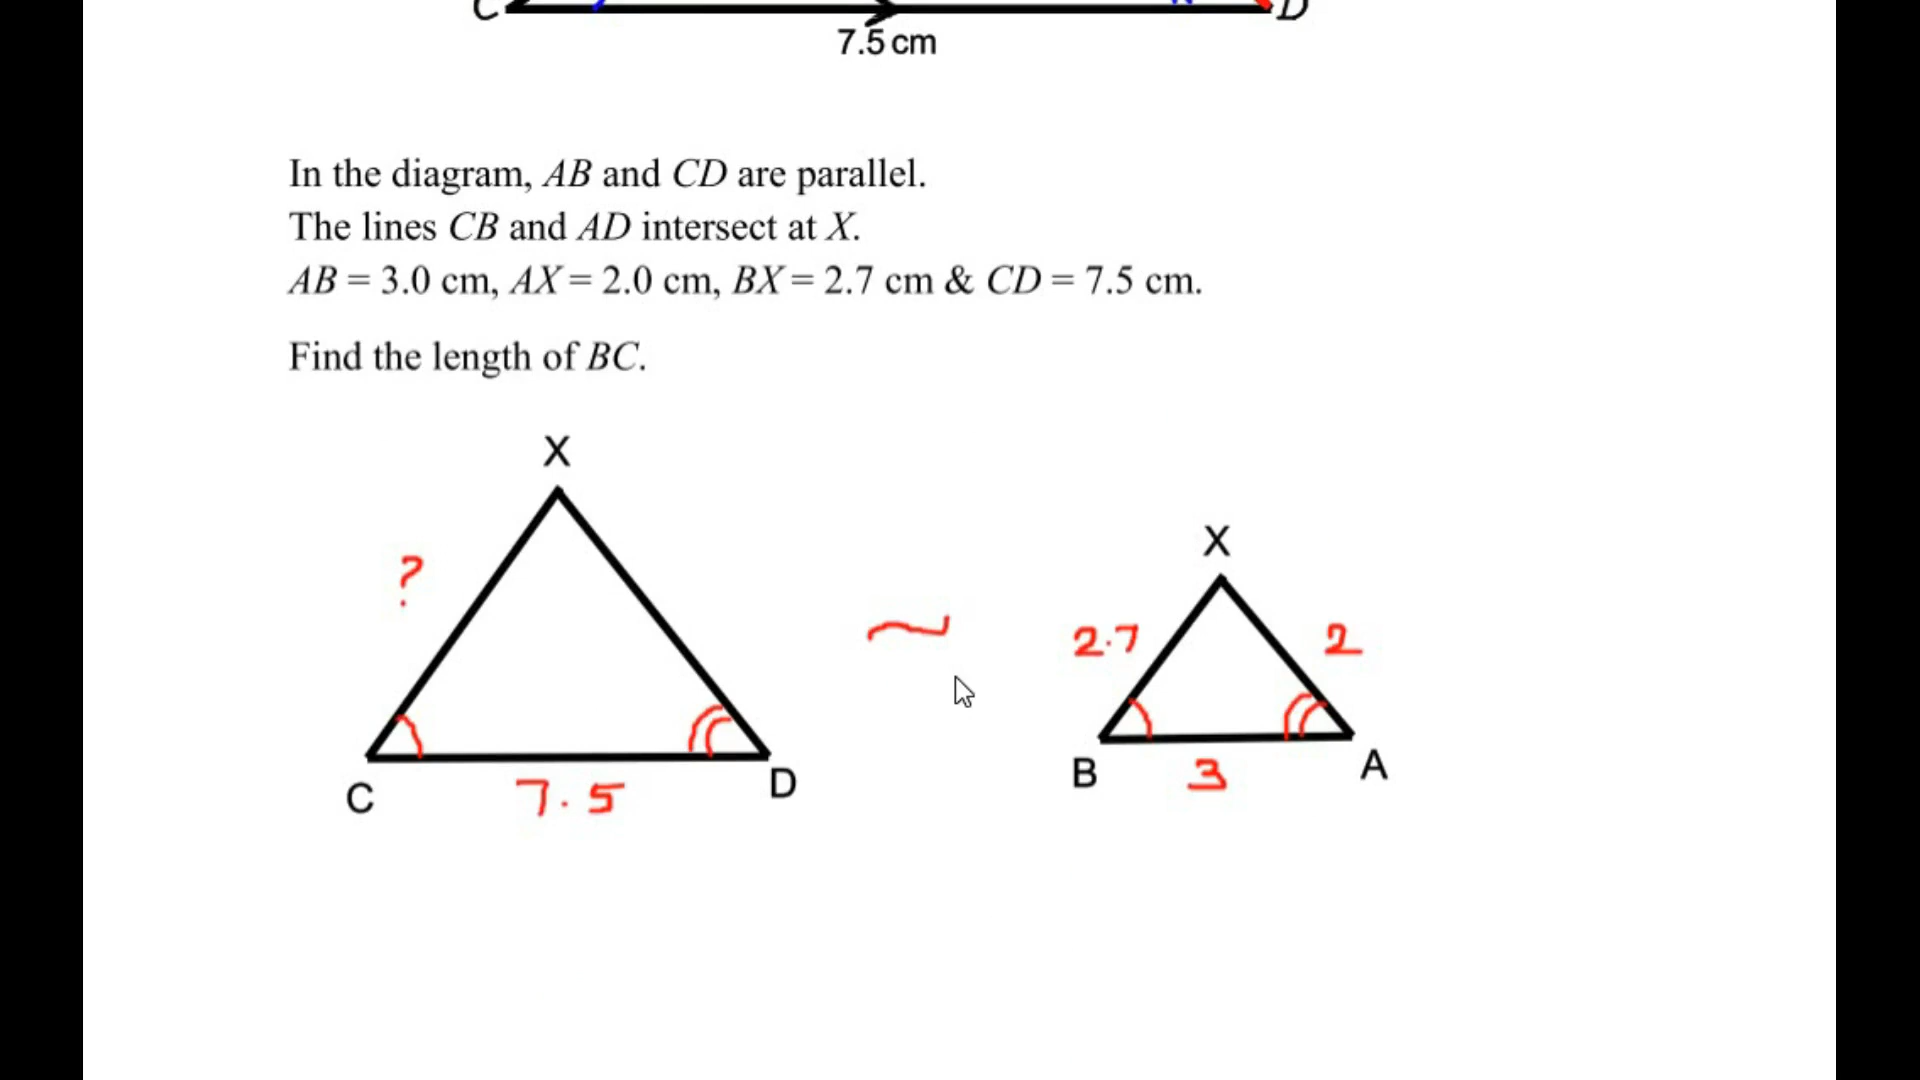 C D
7.5 cm
In the diagram, AB and CD are parallel.
The lines CB and AD intersect at X.
AB = 3.0 cm, AX = 2.0 cm, BX = 2.7 cm & CD = 7.5 cm.
Find the length of BC.
X
X
?
2.7
2
~
C
7.5
D
B
3
A